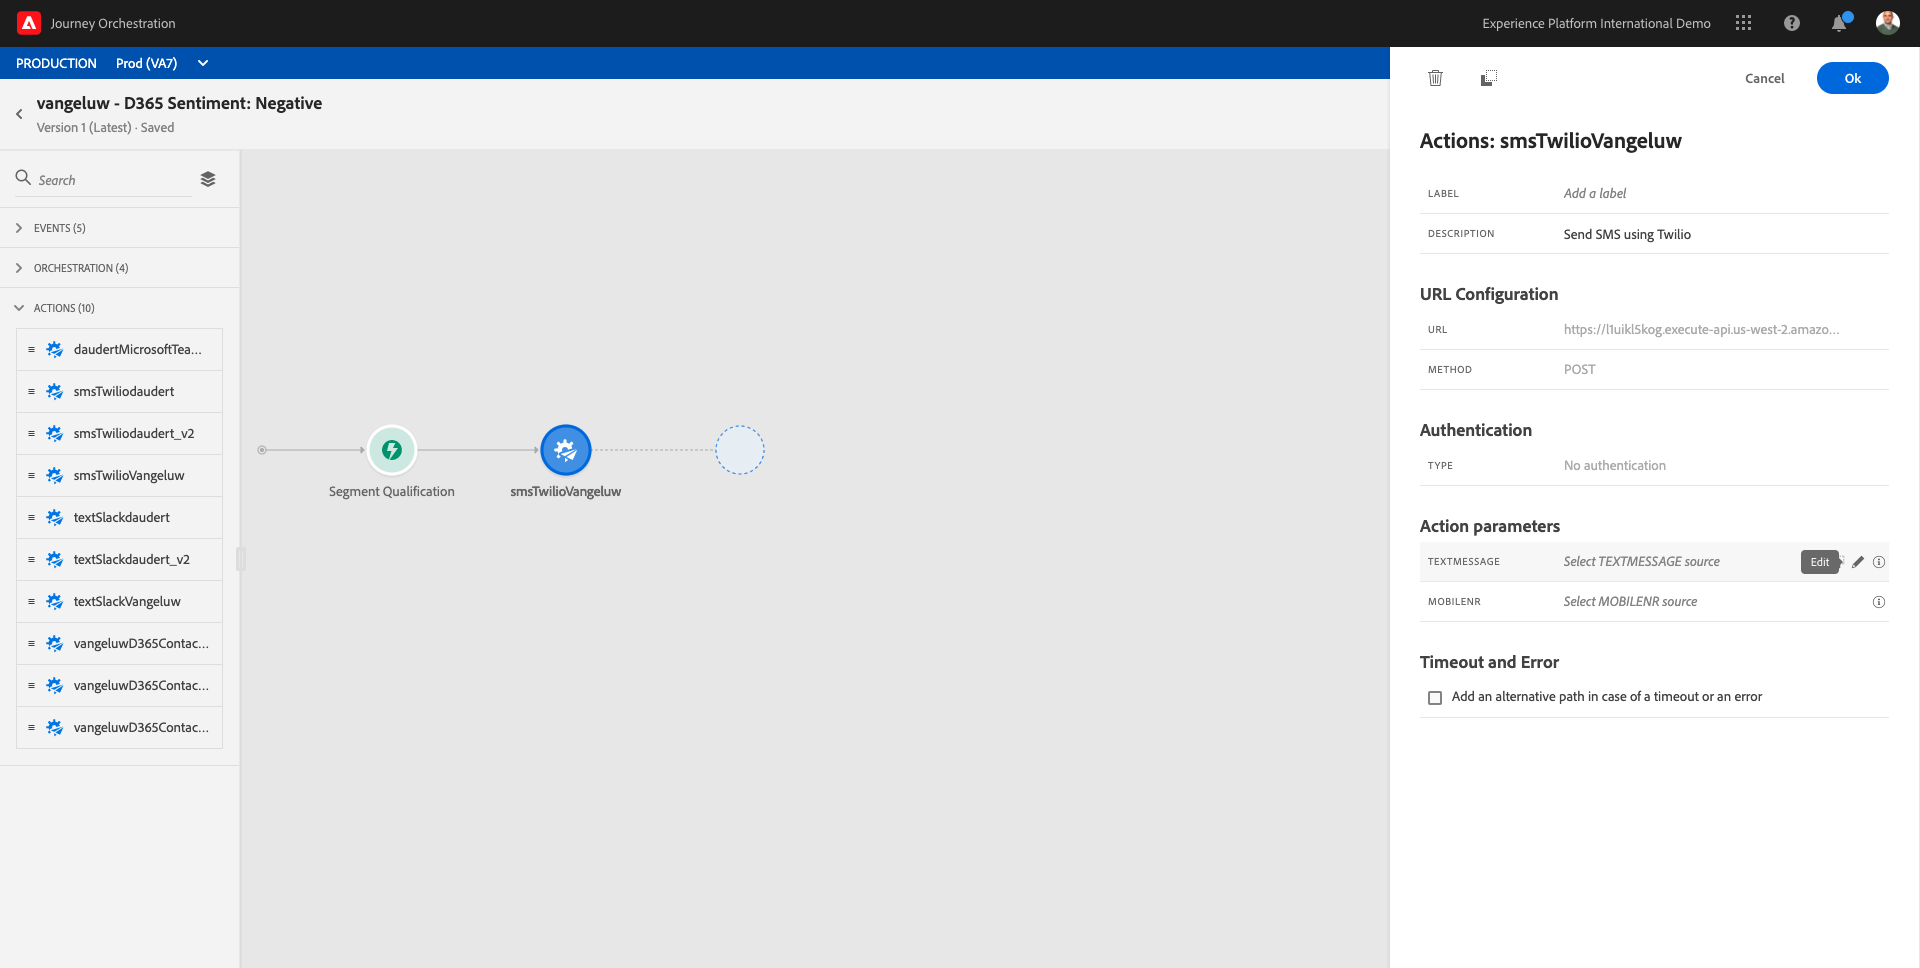 Journey Orchestration
Experience Platform International Demo
PRODUCTION Prod (VA7)
vangeluw - D365 Sentiment: Negative
Version 1 (Latest) · Saved
Search
EVENTS (5)
ORCHESTRATION (4)
ACTIONS (10)
daudertMicrosoftTea...
smsTwiliodaudert
smsTwiliodaudert_v2
smsTwilioVangeluw
textSlackdaudert
textSlackdaudert_v2
textSlackVangeluw
vangeluwD365Contac...
vangeluwD365Contac...
vangeluwD365Contac...
Segment Qualification
smsTwilioVangeluw
Cancel
Ok
Actions: smsTwilioVangeluw
LABEL Add a label
DESCRIPTION Send SMS using Twilio
URL Configuration
URL https://l1uikl5kog.execute-api.us-west-2.amazo...
METHOD POST
Authentication
TYPE No authentication
Action parameters
TEXTMESSAGE Select TEXTMESSAGE source Edit
MOBILENR Select MOBILENR source
Timeout and Error
Add an alternative path in case of a timeout or an error